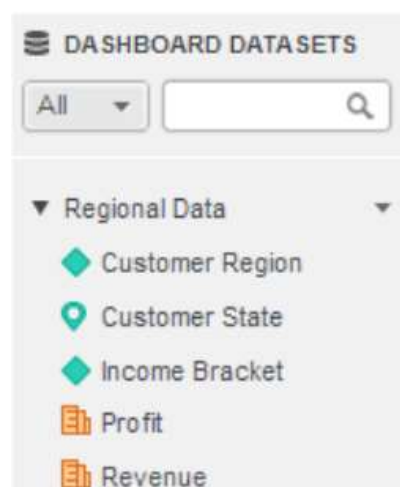 DASHBOARD DATASETS
All
Regional Data
Customer Region
Customer State
Income Bracket
Profit
Revenue